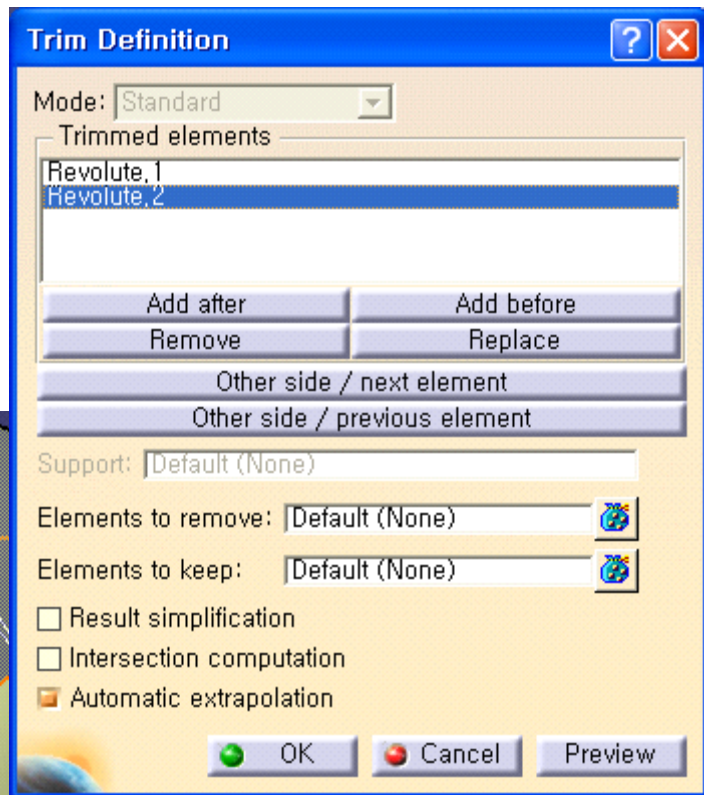 Trim Definition
Mode: Standard
Trimmed elements
Revolute,1
Revolute,2
Add after Add before
Remove Replace
Other side / next element
Other side / previous element
Support: Default (None)
Elements to remove: Default (None)
Elements to keep: Default (None)
Result simplification
Intersection computation
Automatic extrapolation
OK Cancel Preview